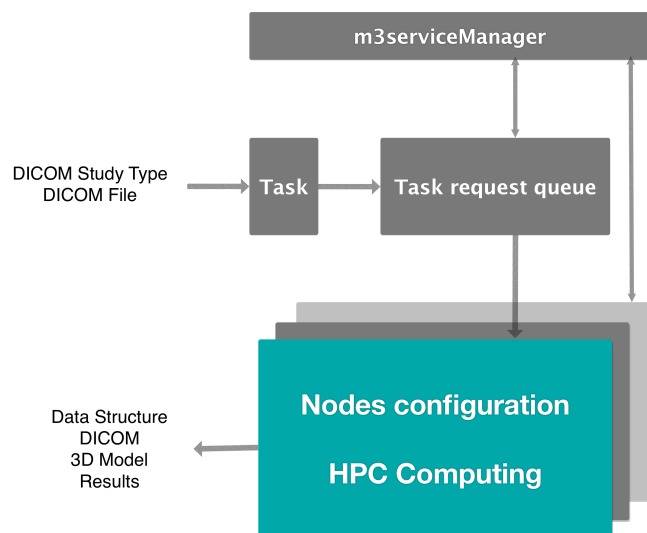 m3serviceManager
DICOM Study Type
DICOM File
Task
Task request queue
Nodes configuration
HPC Computing
Data Structure
DICOM
3D Model
Results